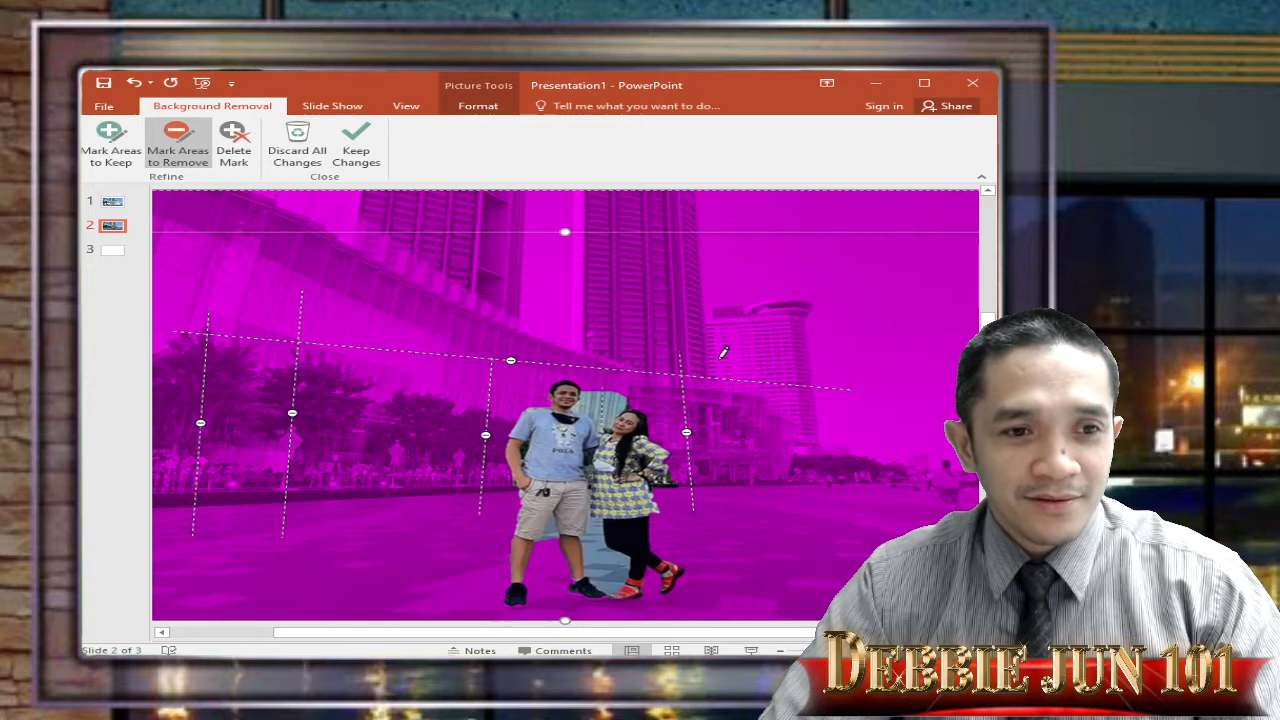 Picture Tools Presentation1 - PowerPoint
File Background Removal Slide Show View Format Tell me what you want to do... Sign in Share
Mark Areas to Keep
Mark Areas to Remove
Delete Mark
Discard All Changes
Keep Changes
Refine Close
1
2
3
POLO
Slide 2 of 3 Notes Comments
DEBBIE JUN 101